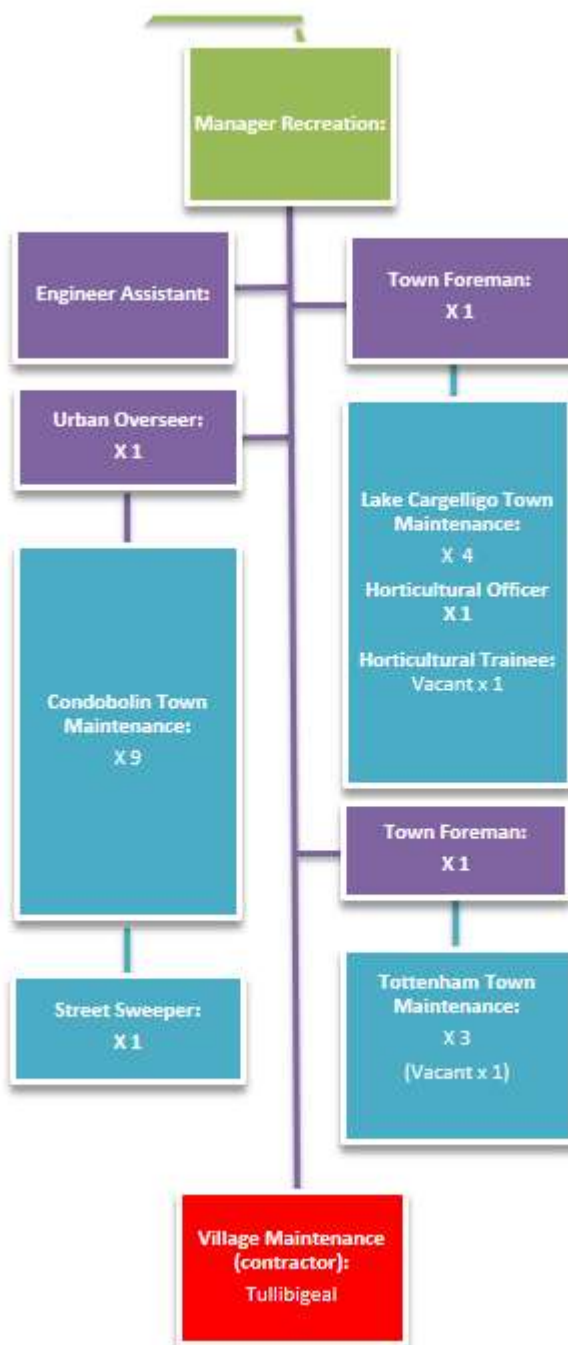 Manager Recreation:
Engineer Assistant:
Town Foreman:
X 1
Urban Overseer:
X 1
Lake Cargelligo Town
Maintenance:
X 4
Horticultural Officer
X 1
Horticultural Trainee:
Vacant x 1
Condobolin Town
Maintenance:
X 9
Town Foreman:
X 1
Street Sweeper:
X 1
Tottenham Town
Maintenance:
X 3
(Vacant x 1)
Village Maintenance
(contractor):
Tullibigeal